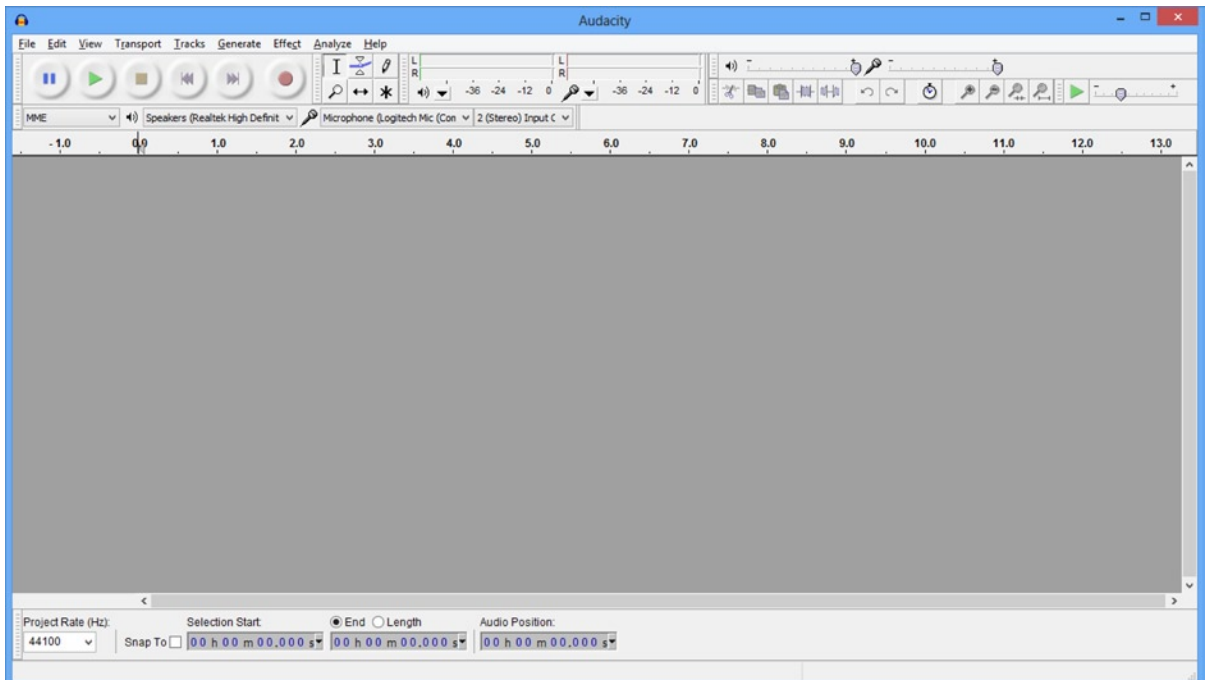 Audacity
File Edit View Transport Tracks Generate Effect Analyze Help
L
R
L
R
-36 -24 -12 0 -36 -24 -12 0
MME Speakers (Realtek High Definit Microphone (Logitech Mic (Con 2 (Stereo) Input C
- 1.0 0.0 1.0 2.0 3.0 4.0 5.0 6.0 7.0 8.0 9.0 10.0 11.0 12.0 13.0
Project Rate (Hz): Selection Start: End Length Audio Position:
44100 Snap To 00 h 00 m 00.000 s 00 h 00 m 00.000 s 00 h 00 m 00.000 s